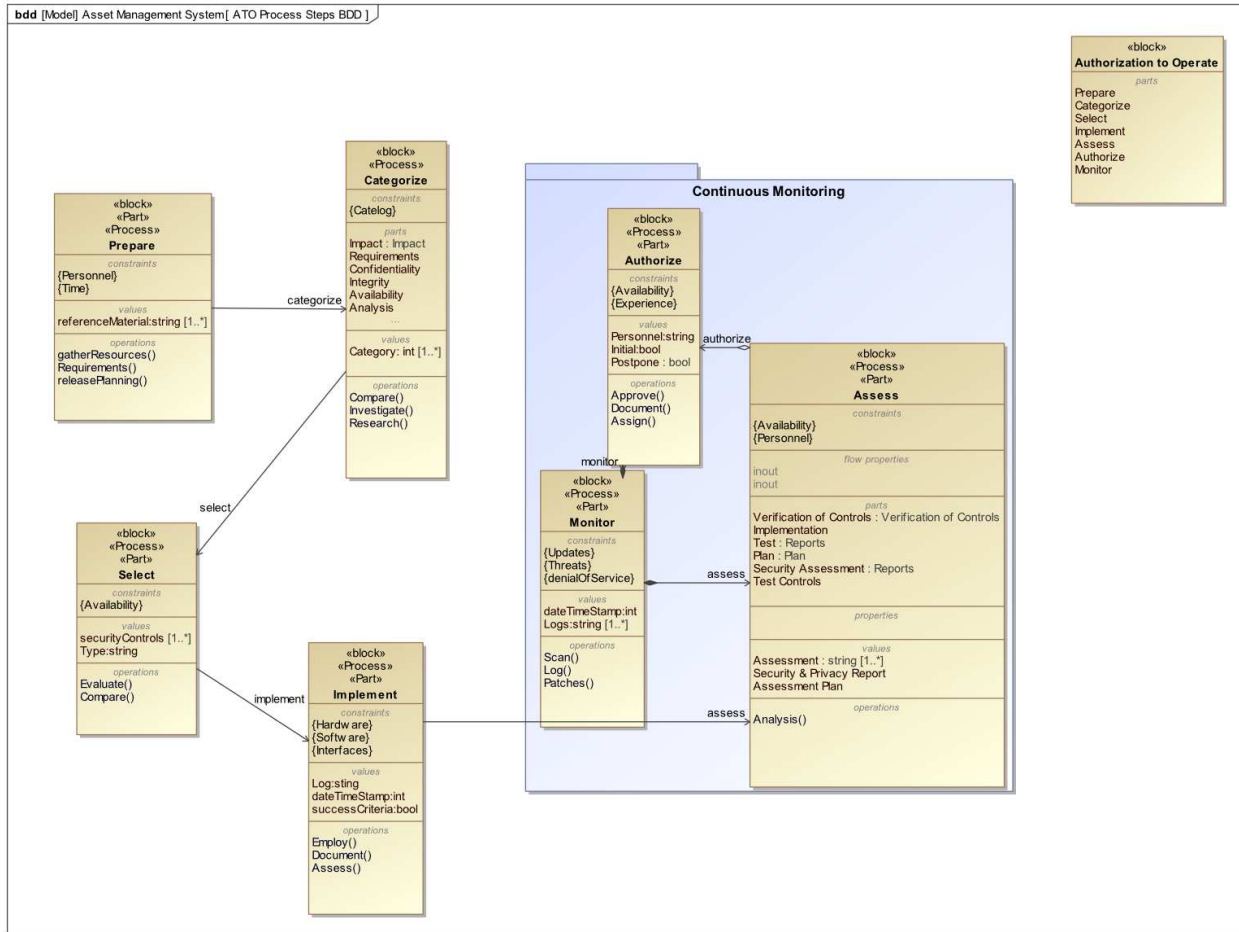 bdd [Model] Asset Management System[ ATO Process Steps BDD ]
«block»
Authorization to Operate
parts
Prepare
Categorize
Select
Implement
Assess
Authorize
Monitor
«block»
«Part»
«Process»
Prepare
constraints
{Personnel}
{Time}
values
referenceMaterial:string [1..*]
operations
gatherResources()
Requirements()
releasePlanning()
categorize
«block»
«Process»
Categorize
constraints
{Catelog}
parts
Impact : Impact
Requirements
Confidentiality
Integrity
Availability
Analysis
...
values
Category: int [1..*]
operations
Compare()
Investigate()
Research()
select
«block»
«Process»
«Part»
Select
constraints
{Availability}
values
securityControls [1..*]
Type:string
operations
Evaluate()
Compare()
implement
«block»
«Process»
«Part»
Implement
constraints
{Hardware}
{Software}
{Interfaces}
values
Log:sting
dateTimeStamp:int
successCriteria:bool
operations
Employ()
Document()
Assess()
assess
Continuous Monitoring
«block»
«Process»
«Part»
Authorize
constraints
{Availability}
{Experience}
values
Personnel:string
Initial:bool
Postpone : bool
operations
Approve()
Document()
Assign()
authorize
monitor
«block»
«Process»
«Part»
Monitor
constraints
{Updates}
{Threats}
{denialOfService}
values
dateTimeStamp:int
Logs:string [1..*]
operations
Scan()
Log()
Patches()
assess
«block»
«Process»
«Part»
Assess
constraints
{Availability}
{Personnel}
flow properties
inout
inout
parts
Verification of Controls : Verification of Controls
Implementation
Test : Reports
Plan : Plan
Security Assessment : Reports
Test Controls
properties
values
Assessment : string [1..*]
Security & Privacy Report
Assessment Plan
operations
Analysis()